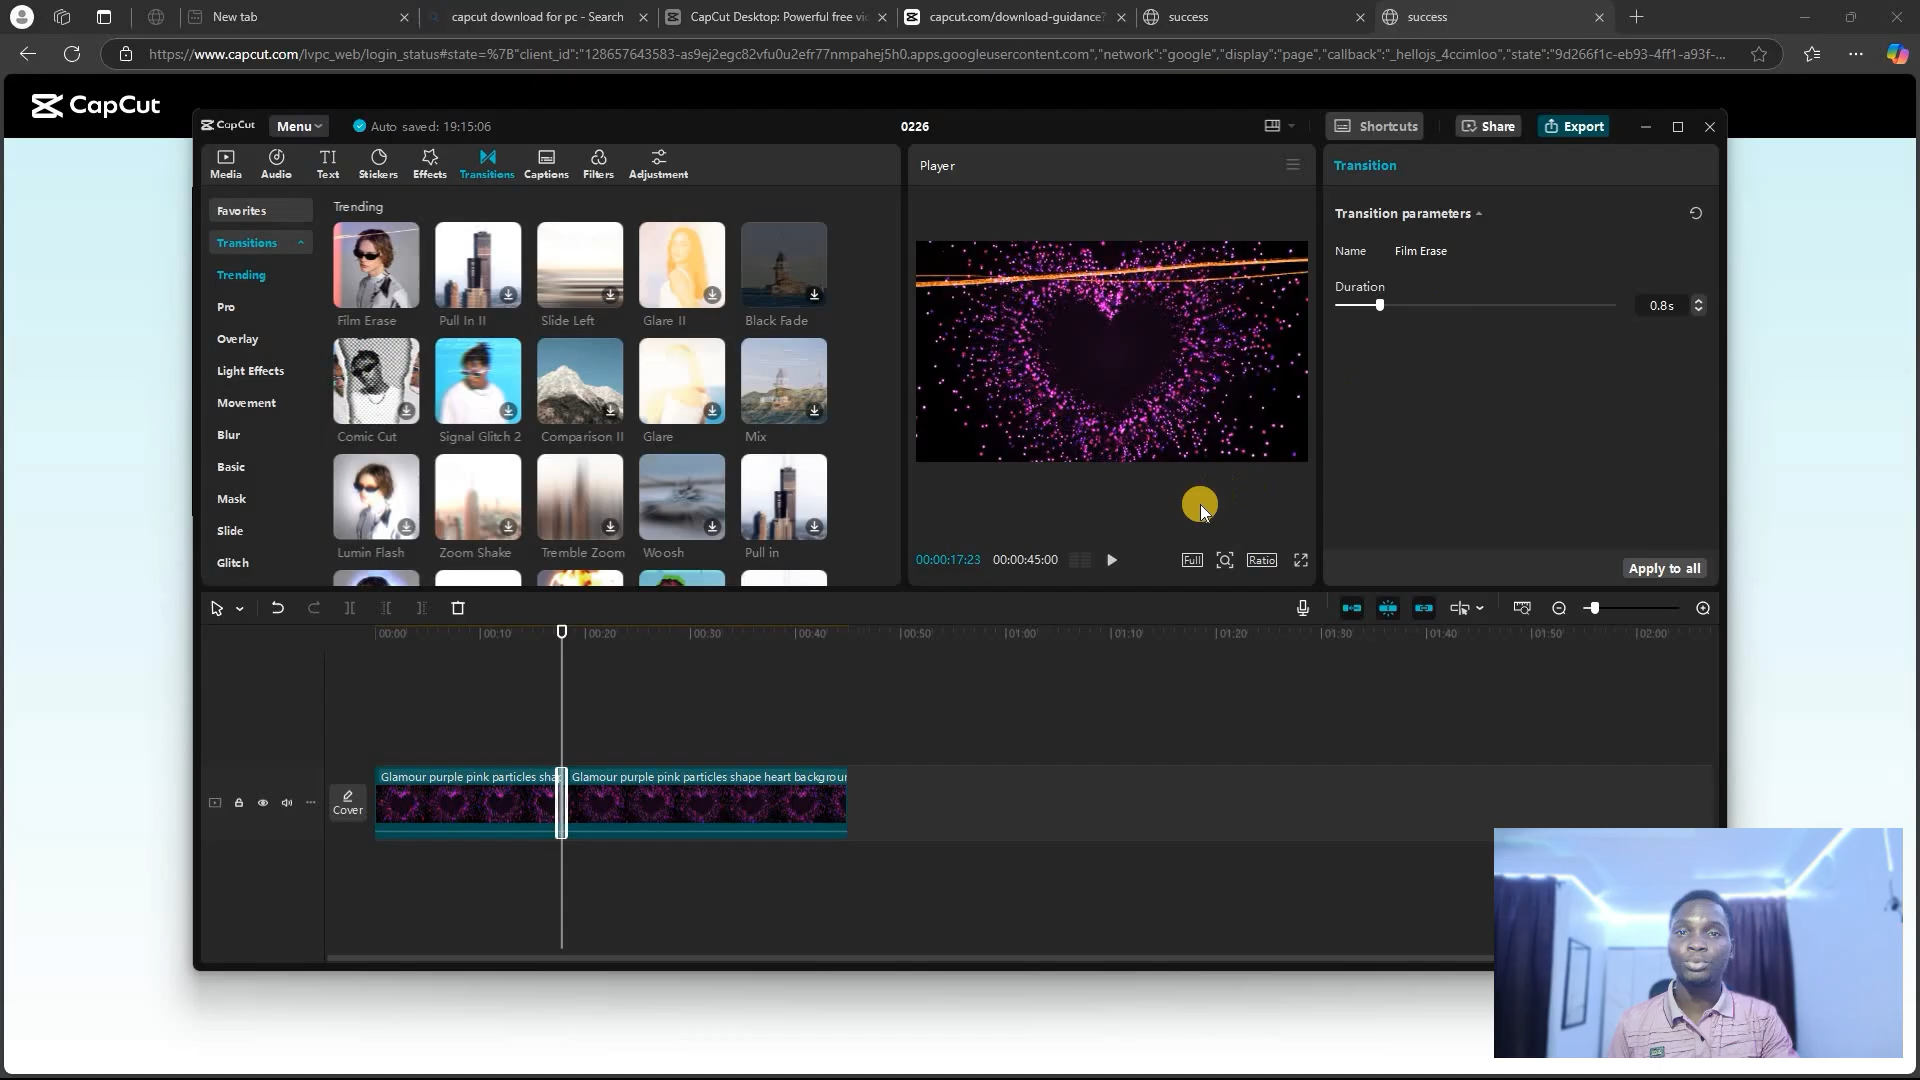 New tab
capcut download for pc - Search
CapCut Desktop: Powerful free vi
capcut.com/download-guidance?
success
success
https://www.capcut.com/lvpc_web/login_status#state=%7B"client_id":"128657643583-as9ej2egc82vfu0u2efr77nmpahej5h0.apps.googleusercontent.com","network":"google","display":"page","callback":"_hellojs_4ccimloo","state":"9d266f1c-eb93-4ff1-a93f-...
CapCut
CapCut
Menu
Auto saved: 19:15:06
0226
Shortcuts
Share
Export
Media
Audio
TI
Text
Stickers
Effects
Transitions
Captions
Filters
Adjustment
Player
Transition
Favorites
Transitions
Trending
Pro
Overlay
Light Effects
Movement
Blur
Basic
Mask
Slide
Glitch
Trending
Film Erase
Pull In II
Slide Left
Glare II
Black Fade
Comic Cut
Signal Glitch 2
Comparison II
Glare
Mix
Lumin Flash
Zoom Shake
Tremble Zoom
Woosh
Pull in
00:00:17:23
00:00:45:00
Full
Ratio
Transition parameters
Name
Film Erase
Duration
0.8s
Apply to all
00:00
00:10
00:20
00:30
00:40
00:50
01:00
01:10
01:20
01:30
01:40
01:50
02:00
Cover
Glamour purple pink particles sha
Glamour purple pink particles shape heart backgrour